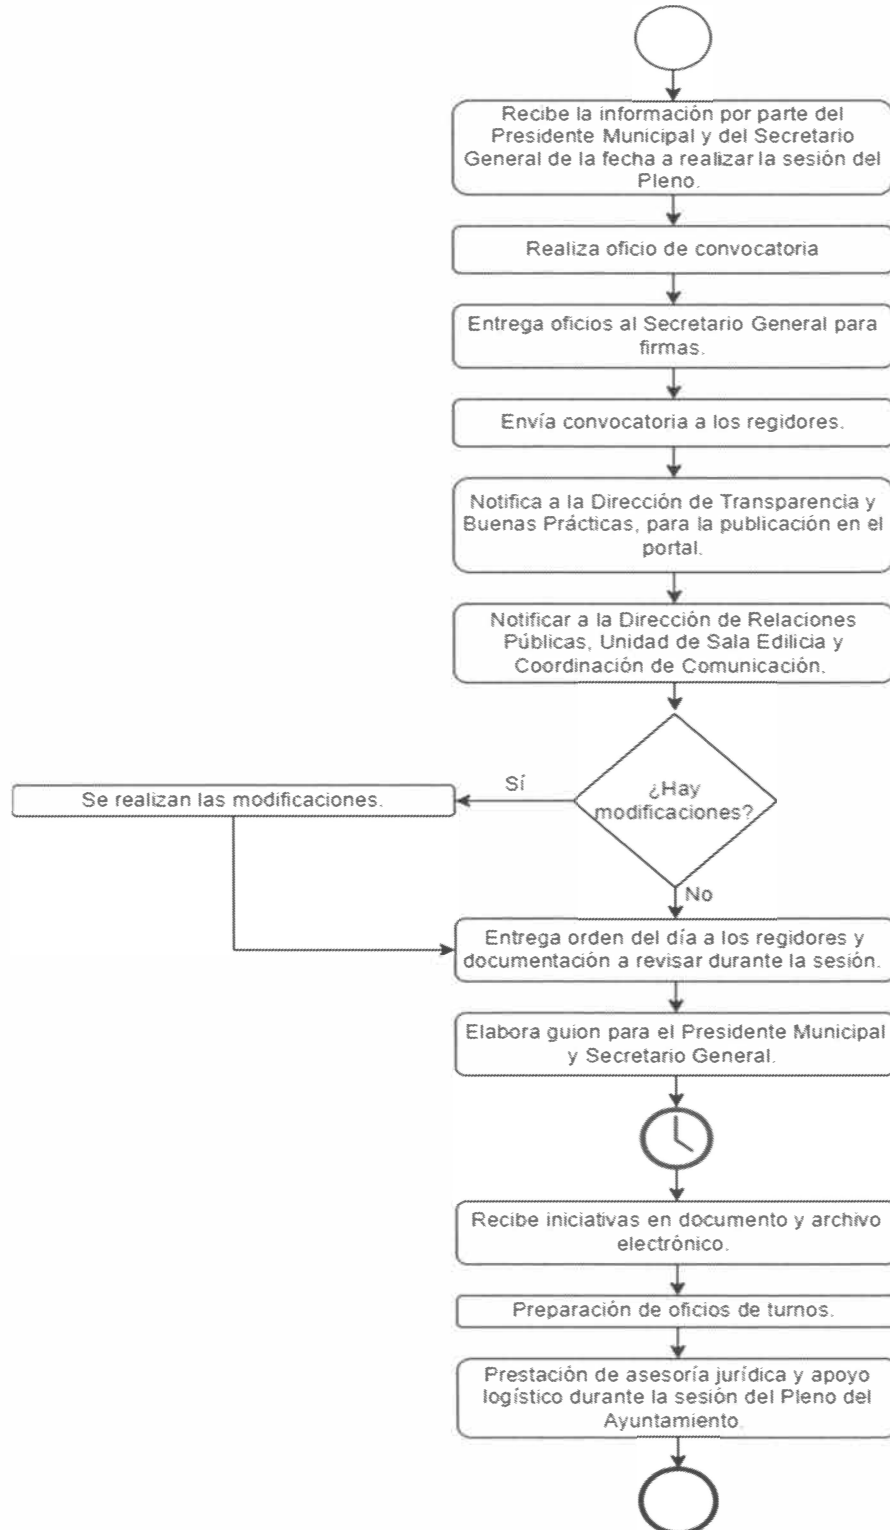 Recibe la información por parte del
Presidente Municipal y del Secretario
General de la fecha a realizar la sesión del
Pleno.
Realiza oficio de convocatoria
Entrega oficios al Secretario General para
firmas.
Envía convocatoria a los regidores.
Notifica a la Dirección de Transparencia y
Buenas Prácticas, para la publicación en el
portal.
Notificar a la Dirección de Relaciones
Públicas, Unidad de Sala Edilicia y
Coordinación de Comunicación.
¿Hay
modificaciones?
Sí
Se realizan las modificaciones.
No
Entrega orden del día a los regidores y
documentación a revisar durante la sesión.
Elabora guion para el Presidente Municipal
y Secretario General.
Recibe iniciativas en documento y archivo
electrónico.
Preparación de oficios de turnos.
Prestación de asesoría jurídica y apoyo
logístico durante la sesión del Pleno del
Ayuntamiento.